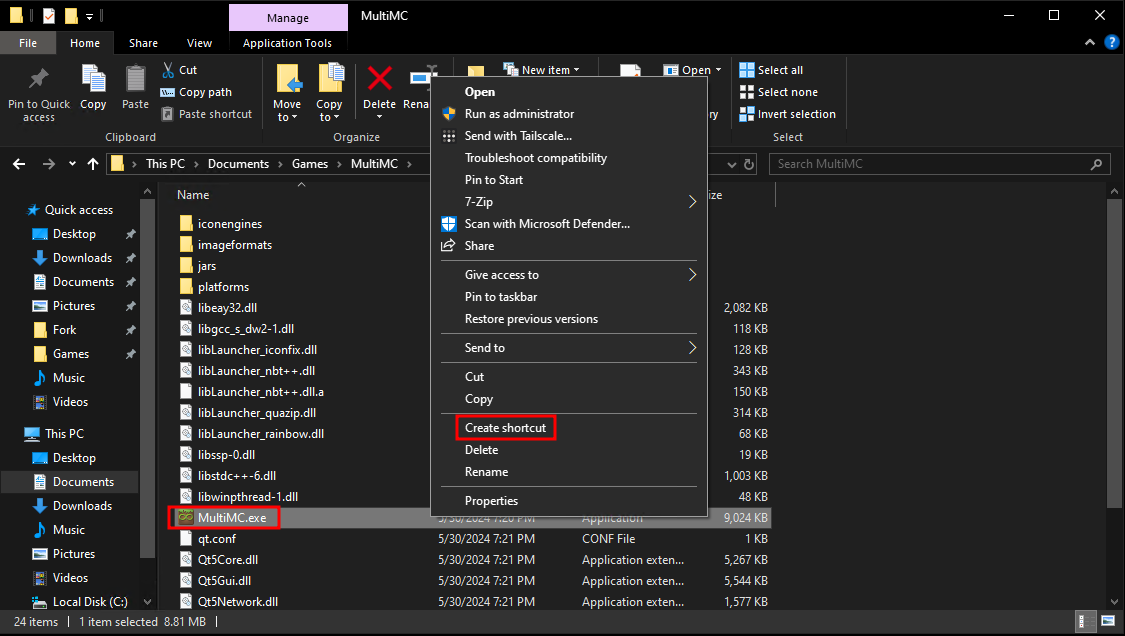 Manage
MultiMC
File
Home
Share
View
Application Tools
Pin to Quick access
Copy
Paste
Cut
Copy path
Paste shortcut
Clipboard
Move to
Copy to
Delete
Organize
New item
Open
Select all
Select none
Invert selection
Select
This PC
Documents
Games
MultiMC
Search MultiMC
Quick access
Desktop
Downloads
Documents
Pictures
Fork
Games
Music
Videos
This PC
Desktop
Documents
Downloads
Music
Pictures
Videos
Local Disk (C:)
Name
iconengines
imageformats
jars
platforms
libeay32.dll 2,082 KB
libgcc_s_dw2-1.dll 118 KB
libLauncher_iconfix.dll 128 KB
libLauncher_nbt++.dll 343 KB
libLauncher_nbt++.dll.a 150 KB
libLauncher_quazip.dll 314 KB
libLauncher_rainbow.dll 68 KB
libssp-0.dll 19 KB
libstdc++-6.dll 1,003 KB
libwinpthread-1.dll 48 KB
MultiMC.exe 5/30/2024 7:20 PM Application 9,024 KB
qt.conf 5/30/2024 7:21 PM CONF File 1 KB
Qt5Core.dll 5/30/2024 7:21 PM Application exten... 5,267 KB
Qt5Gui.dll 5/30/2024 7:21 PM Application exten... 5,544 KB
Qt5Network.dll 5/30/2024 7:21 PM Application exten... 1,577 KB
Open
Run as administrator
Send with Tailscale...
Troubleshoot compatibility
Pin to Start
7-Zip
Scan with Microsoft Defender...
Share
Give access to
Pin to taskbar
Restore previous versions
Send to
Cut
Copy
Create shortcut
Delete
Rename
Properties
24 items
1 item selected 8.81 MB